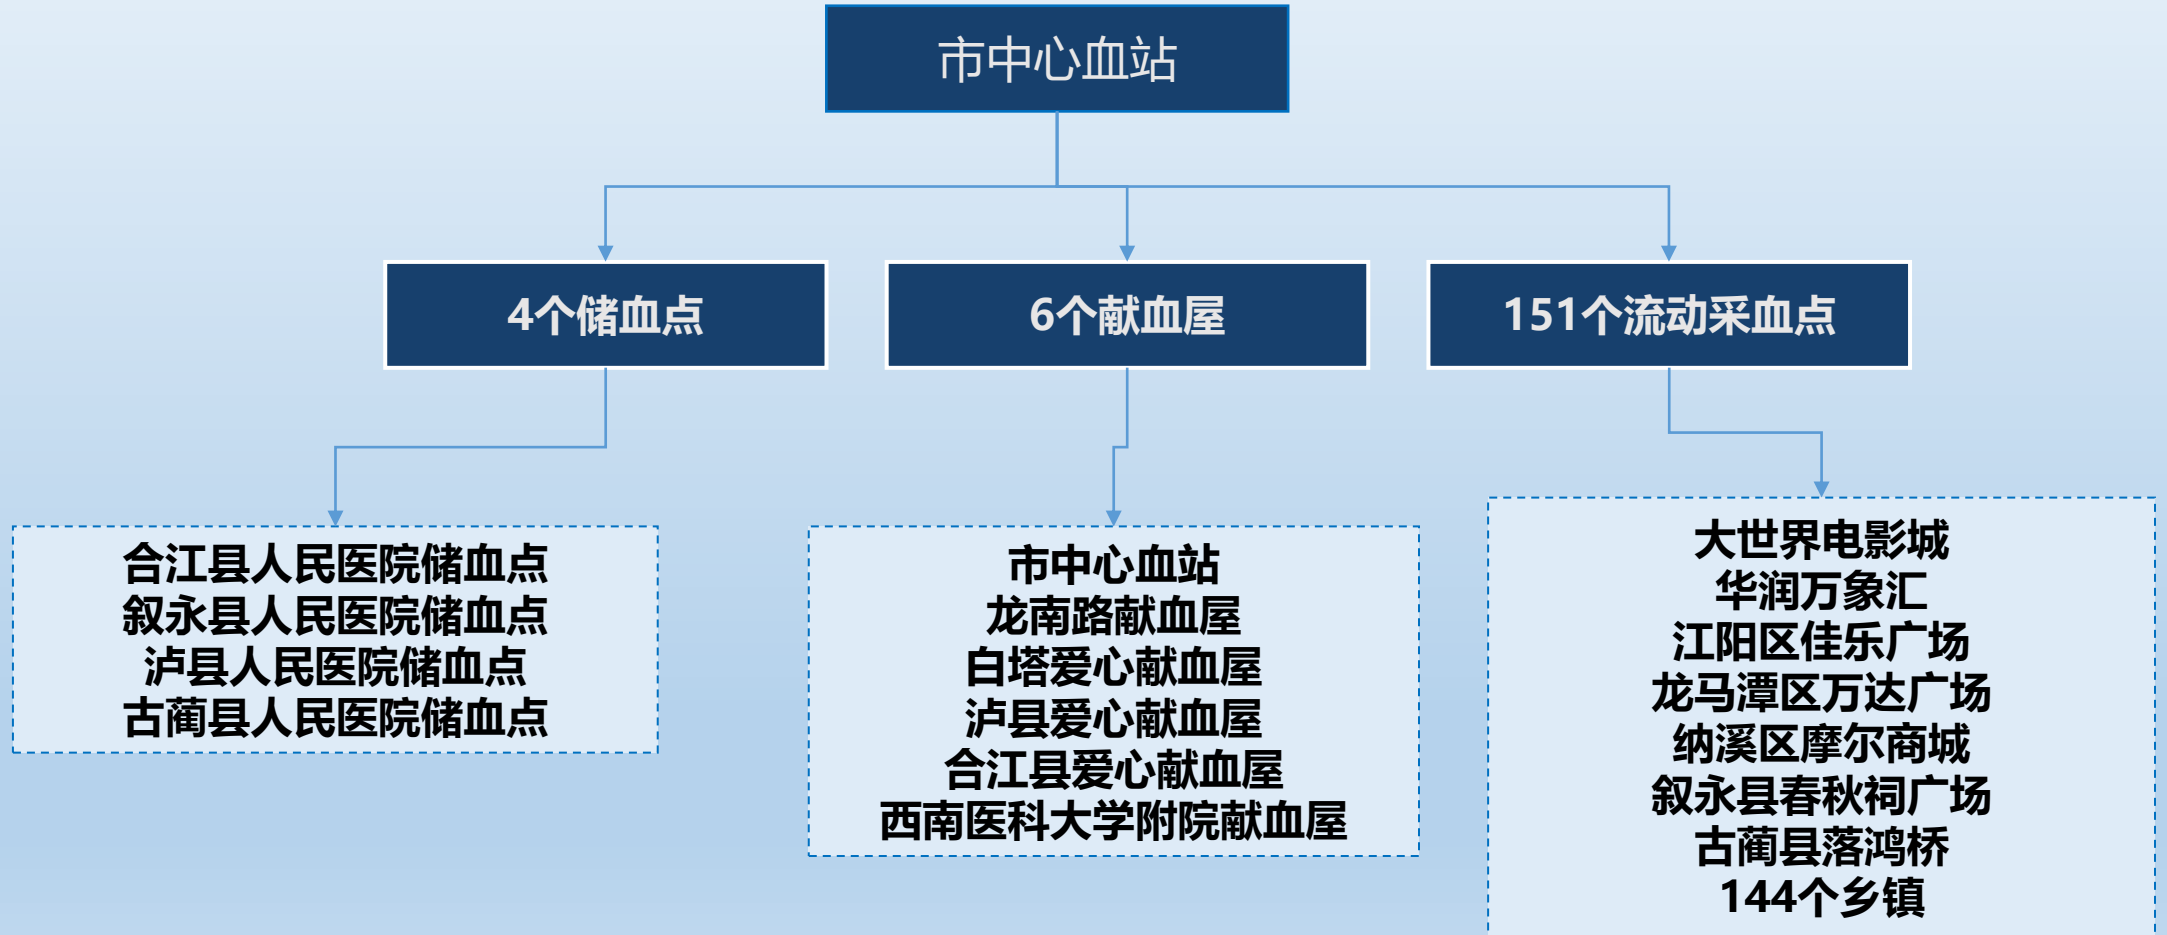 市中心血站
4个储血点
6个献血屋
151个流动采血点
合江县人民医院储血点
叙永县人民医院储血点
泸县人民医院储血点
古蔺县人民医院储血点
市中心血站
龙南路献血屋
白塔爱心献血屋
泸县爱心献血屋
合江县爱心献血屋
西南医科大学附院献血屋
大世界电影城
华润万象汇
江阳区佳乐广场
龙马潭区万达广场
纳溪区摩尔商城
叙永县春秋祠广场
古蔺县落鸿桥
144个乡镇